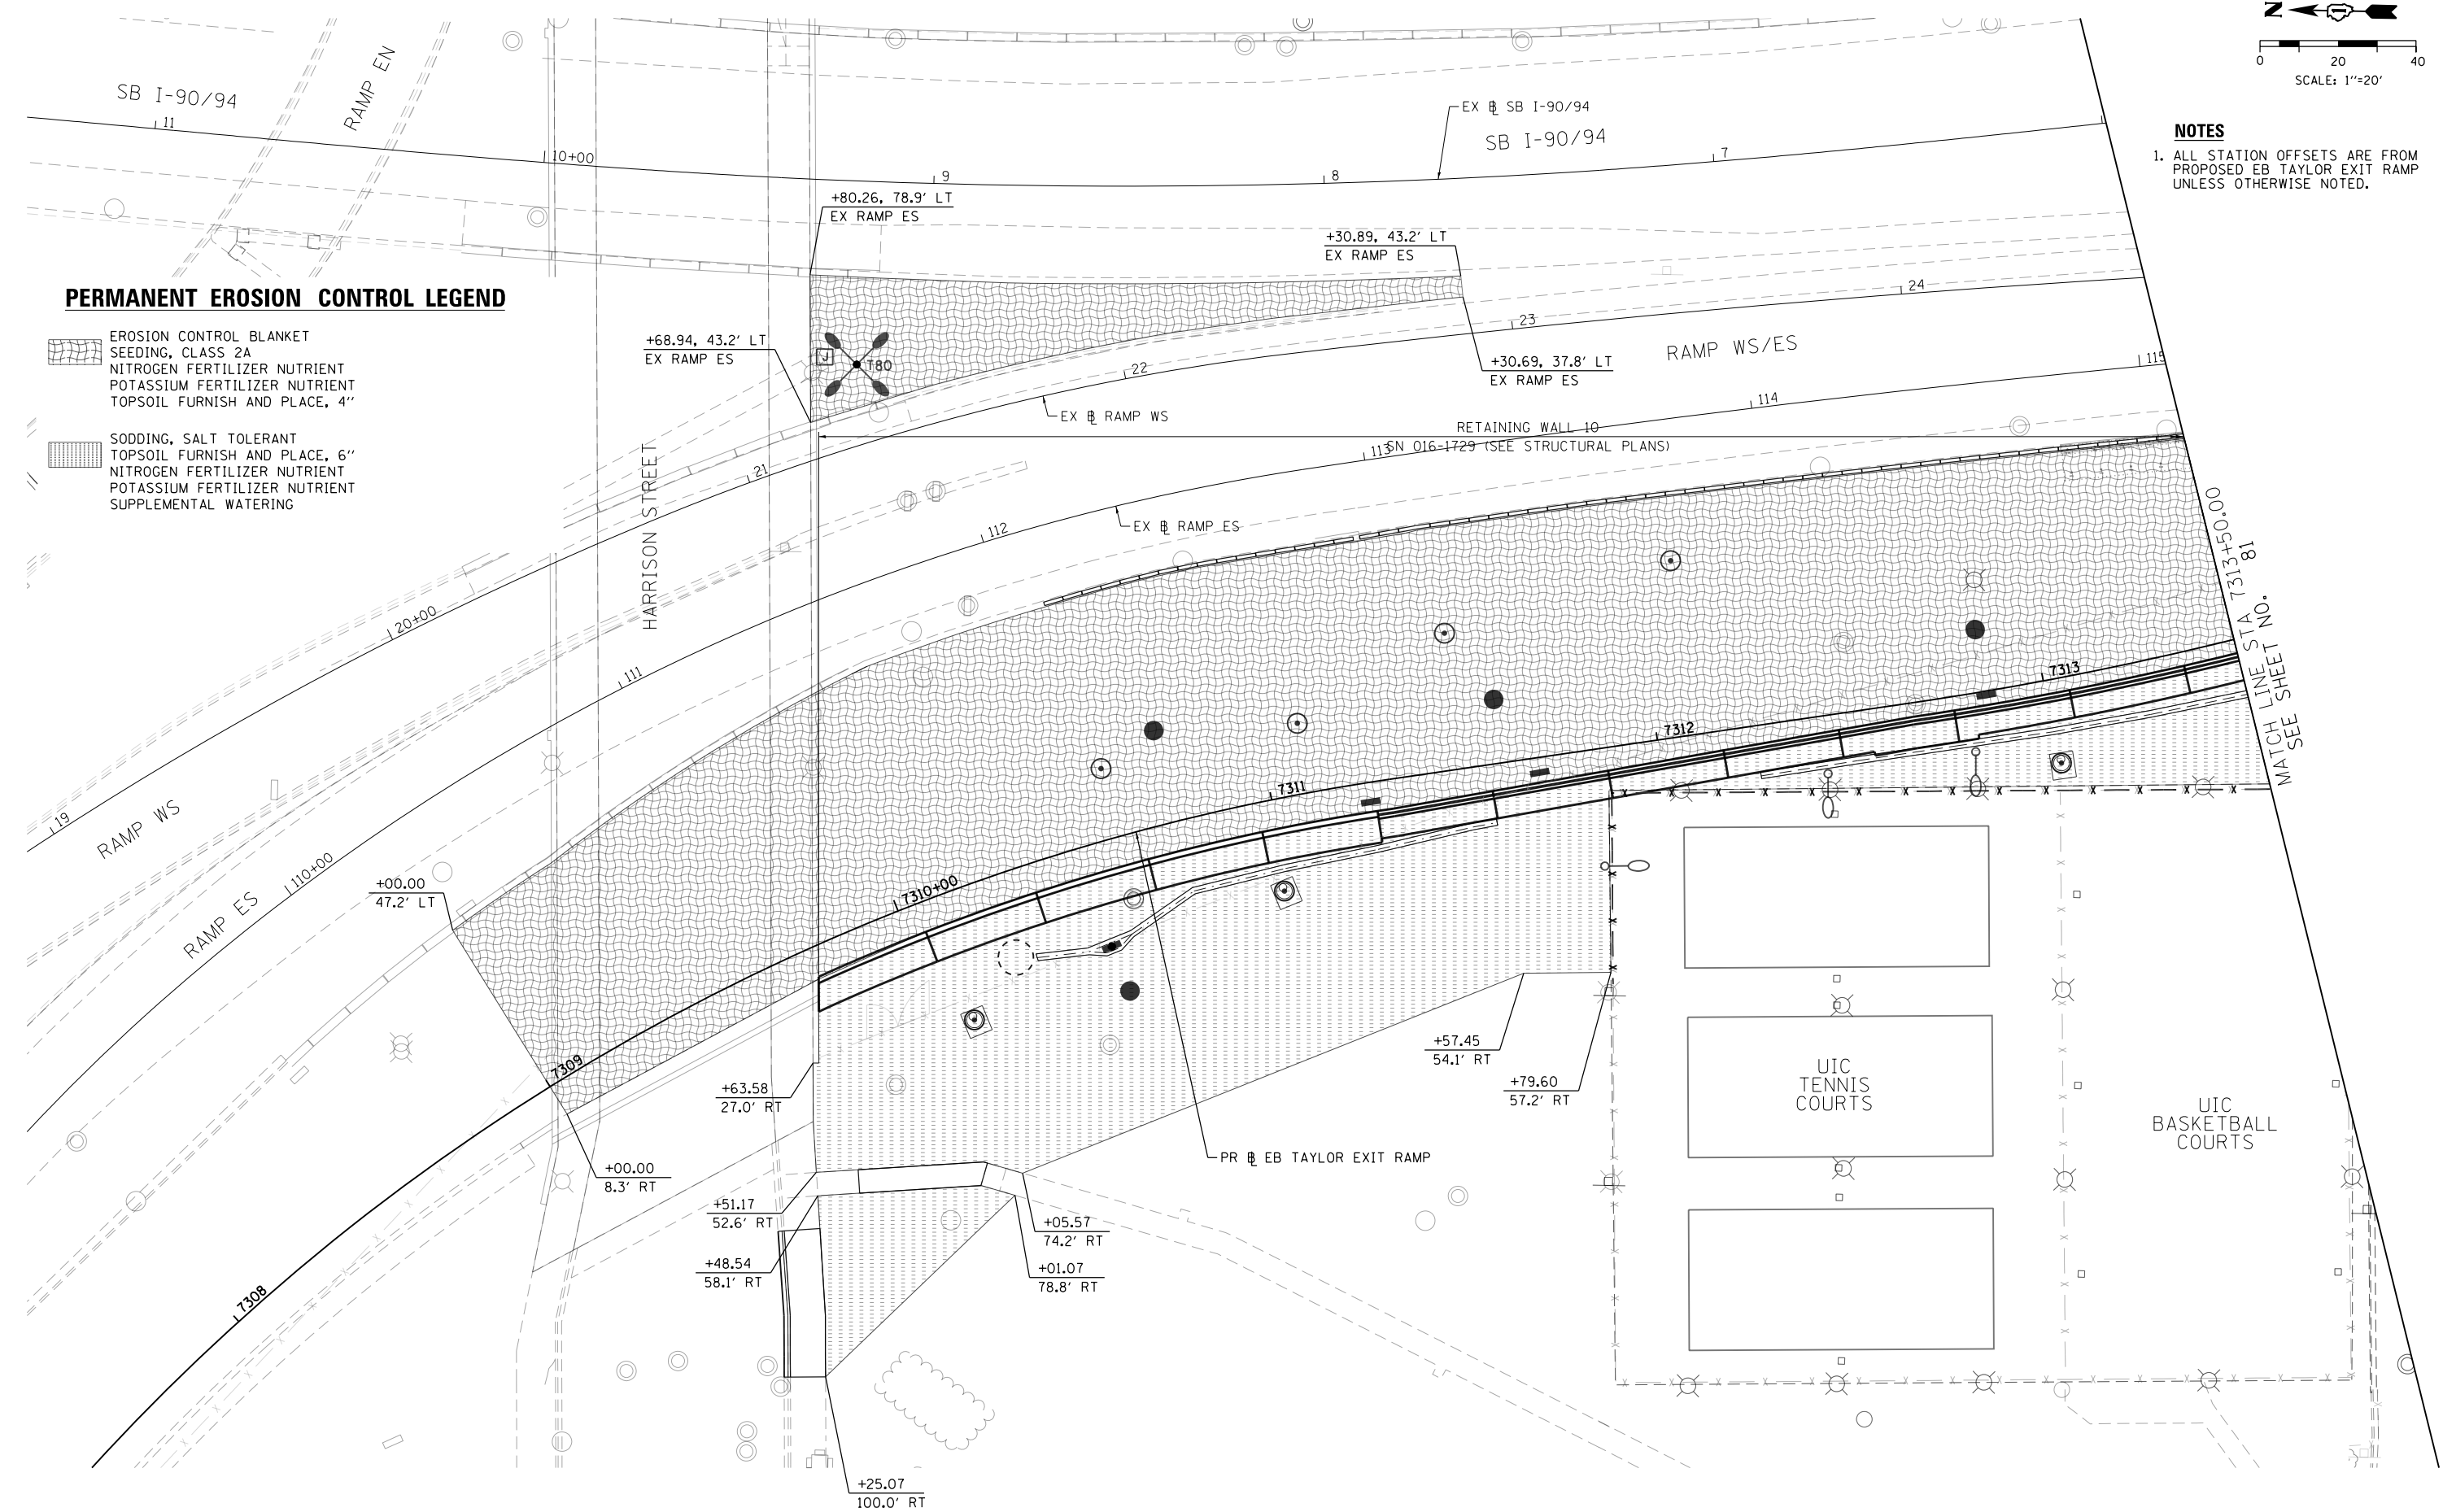 N
0 20 40
SCALE: 1"=20'
NOTES
1. ALL STATION OFFSETS ARE FROM
PROPOSED EB TAYLOR EXIT RAMP
UNLESS OTHERWISE NOTED.
SB I-90/94
RAMP EN
11
10+00
9
8
7
EX BL SB I-90/94
SB I-90/94
+80.26, 78.9' LT
EX RAMP ES
+30.89, 43.2' LT
EX RAMP ES
PERMANENT EROSION CONTROL LEGEND
EROSION CONTROL BLANKET
SEEDING, CLASS 2A
NITROGEN FERTILIZER NUTRIENT
POTASSIUM FERTILIZER NUTRIENT
TOPSOIL FURNISH AND PLACE, 4"
SODDING, SALT TOLERANT
TOPSOIL FURNISH AND PLACE, 6"
NITROGEN FERTILIZER NUTRIENT
POTASSIUM FERTILIZER NUTRIENT
SUPPLEMENTAL WATERING
+68.94, 43.2' LT
EX RAMP ES
J
T80
+30.69, 37.8' LT
EX RAMP ES
24
23
22
21
20+00
19
RAMP WS/ES
EX BL RAMP WS
115
114
113
112
111
110+00
RETAINING WALL 10
SN 016-1729 (SEE STRUCTURAL PLANS)
HARRISON STREET
EX BL RAMP ES
RAMP WS
RAMP ES
MATCH LINE STA 7313+50.00
SEE SHEET NO. 81
7313
7312
7311
7310+00
7309
7308
+00.00
47.2' LT
+57.45
54.1' RT
+79.60
57.2' RT
+63.58
27.0' RT
PR BL EB TAYLOR EXIT RAMP
+00.00
8.3' RT
+51.17
52.6' RT
+05.57
74.2' RT
+48.54
58.1' RT
+01.07
78.8' RT
+25.07
100.0' RT
UIC
TENNIS
COURTS
UIC
BASKETBALL
COURTS